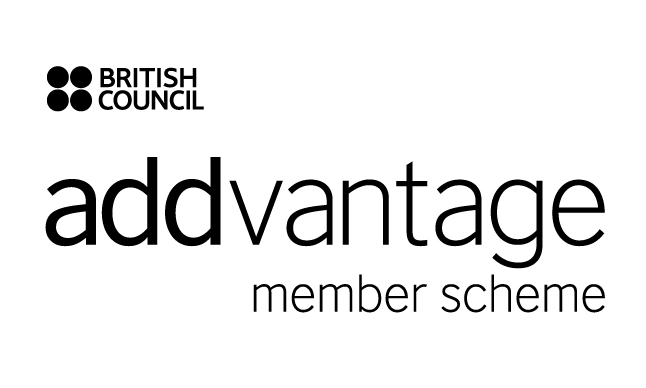 BRITISH
COUNCIL
addvantage
member scheme